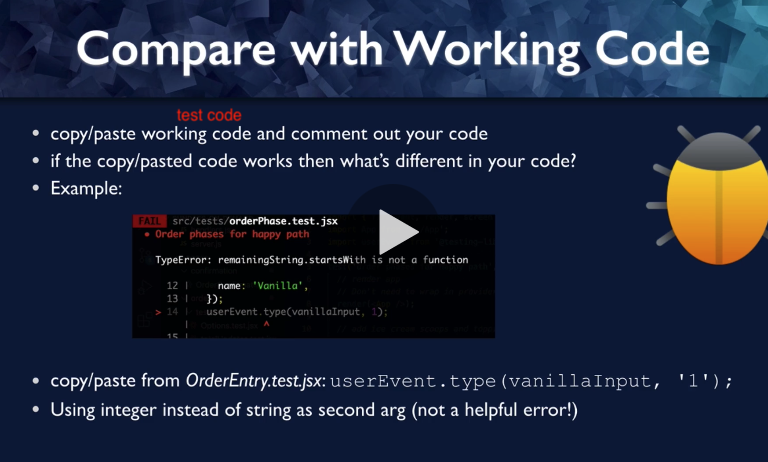 Compare with Working Code
test code
• copy/paste working code and comment out your code
• if the copy/pasted code works then what's different in your code?
• Example:
FAIL src/tests/orderPhase.test.jsx
● Order phases for happy path
TypeError: remainingString.startsWith is not a function
12 | name: 'Vanilla',
13 | });
> 14 | userEvent.type(vanillaInput, 1);
| ^
15 |
• copy/paste from OrderEntry.test.jsx: userEvent.type(vanillaInput, '1');
• Using integer instead of string as second arg (not a helpful error!)